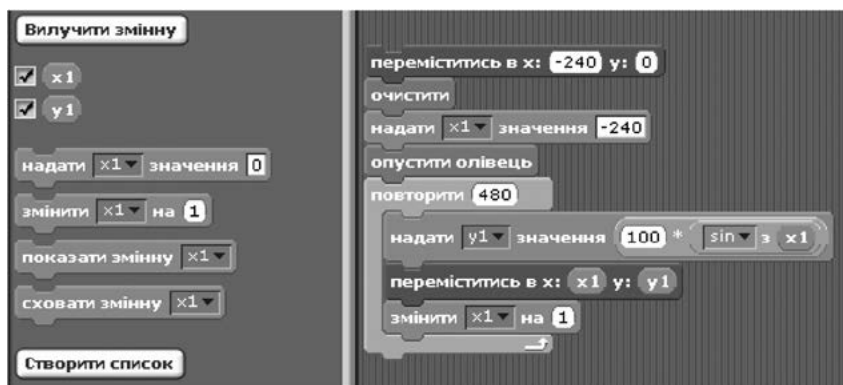 Вилучити змінну
x1
y1
надати x1 значення 0
змінити x1 на 1
показати змінну x1
сховати змінну x1
Створити список
переміститись в x: -240 y: 0
очистити
надати x1 значення -240
опустити олівець
повторити 480
надати y1 значення 100 * sin з x1
переміститись в x: x1 y: y1
змінити x1 на 1